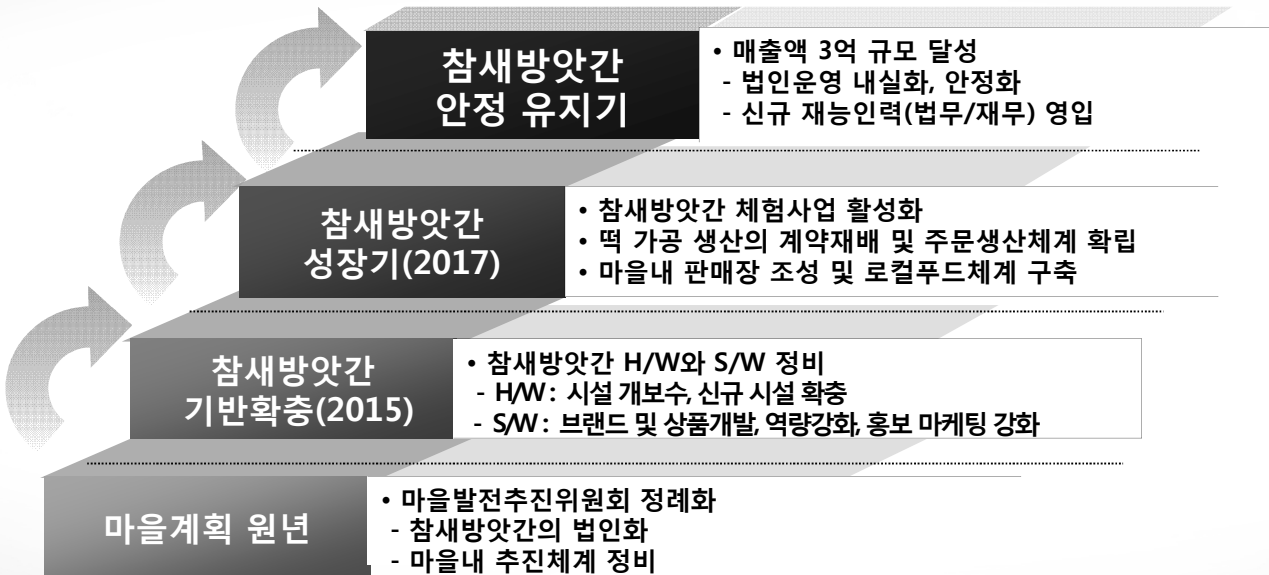 참새방앗간
안정 유지기
• 매출액 3억 규모 달성
- 법인운영 내실화, 안정화
- 신규 재능인력(법무/재무) 영입
참새방앗간
성장기(2017)
• 참새방앗간 체험사업 활성화
• 떡 가공 생산의 계약재배 및 주문생산체계 확립
• 마을내 판매장 조성 및 로컬푸드체계 구축
참새방앗간
기반확충(2015)
• 참새방앗간 H/W와 S/W 정비
- H/W : 시설 개보수, 신규 시설 확충
- S/W : 브랜드 및 상품개발, 역량강화, 홍보 마케팅 강화
마을계획 원년
• 마을발전추진위원회 정례화
- 참새방앗간의 법인화
- 마을내 추진체계 정비